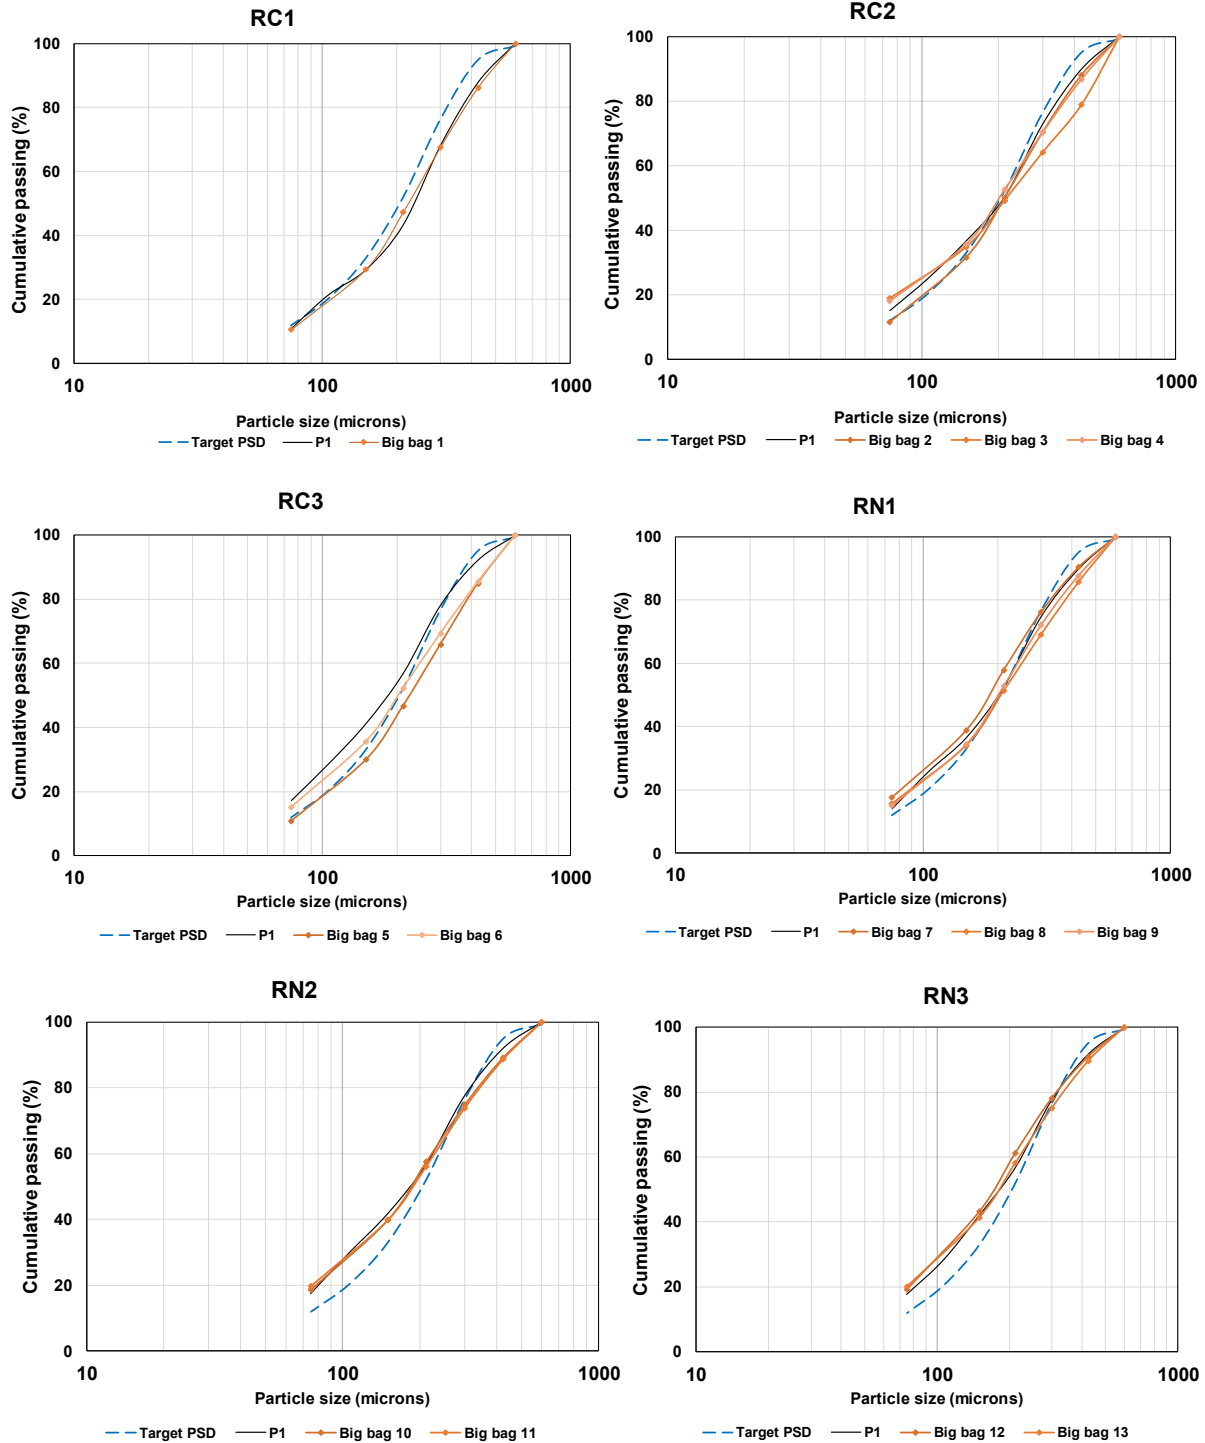 RC1
Cumulative passing (%)
100
80
60
40
20
0
10 100 1000
Particle size (microns)
Target PSD P1 Big bag 1
RC2
Cumulative passing (%)
100
80
60
40
20
0
10 100 1000
Particle size (microns)
Target PSD P1 Big bag 2 Big bag 3 Big bag 4
RC3
Cumulative passing (%)
100
80
60
40
20
0
10 100 1000
Particle size (microns)
Target PSD P1 Big bag 5 Big bag 6
RN1
Cumulative passing (%)
100
80
60
40
20
0
10 100 1000
Particle size (microns)
Target PSD P1 Big bag 7 Big bag 8 Big bag 9
RN2
Cumulative passing (%)
100
80
60
40
20
0
10 100 1000
Particle size (microns)
Target PSD P1 Big bag 10 Big bag 11
RN3
Cumulative passing (%)
100
80
60
40
20
0
10 100 1000
Particle size (microns)
Target PSD P1 Big bag 12 Big bag 13